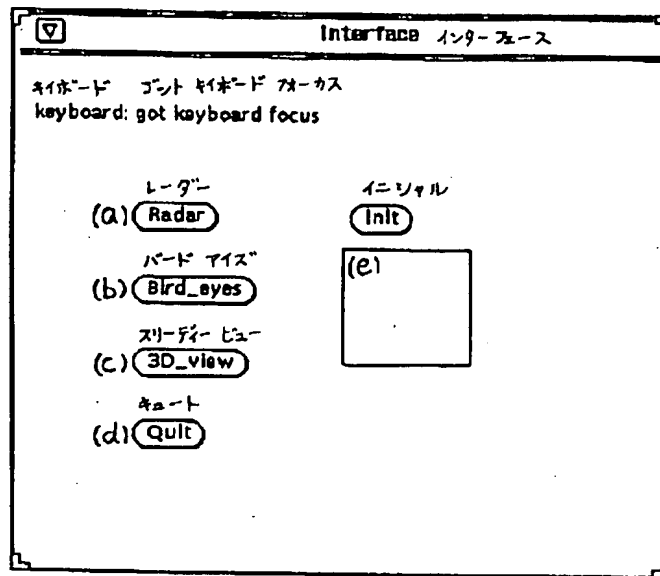 Interface インターフェース
キイボード ゴット キイボード フォーカス
keyboard: got keyboard focus
レーダー イニシャル
(a) Radar Init
バード アイズ
(b) Bird_eyes (e)
スリーディー ビュー
(c) 3D_view
キュート
(d) Quit